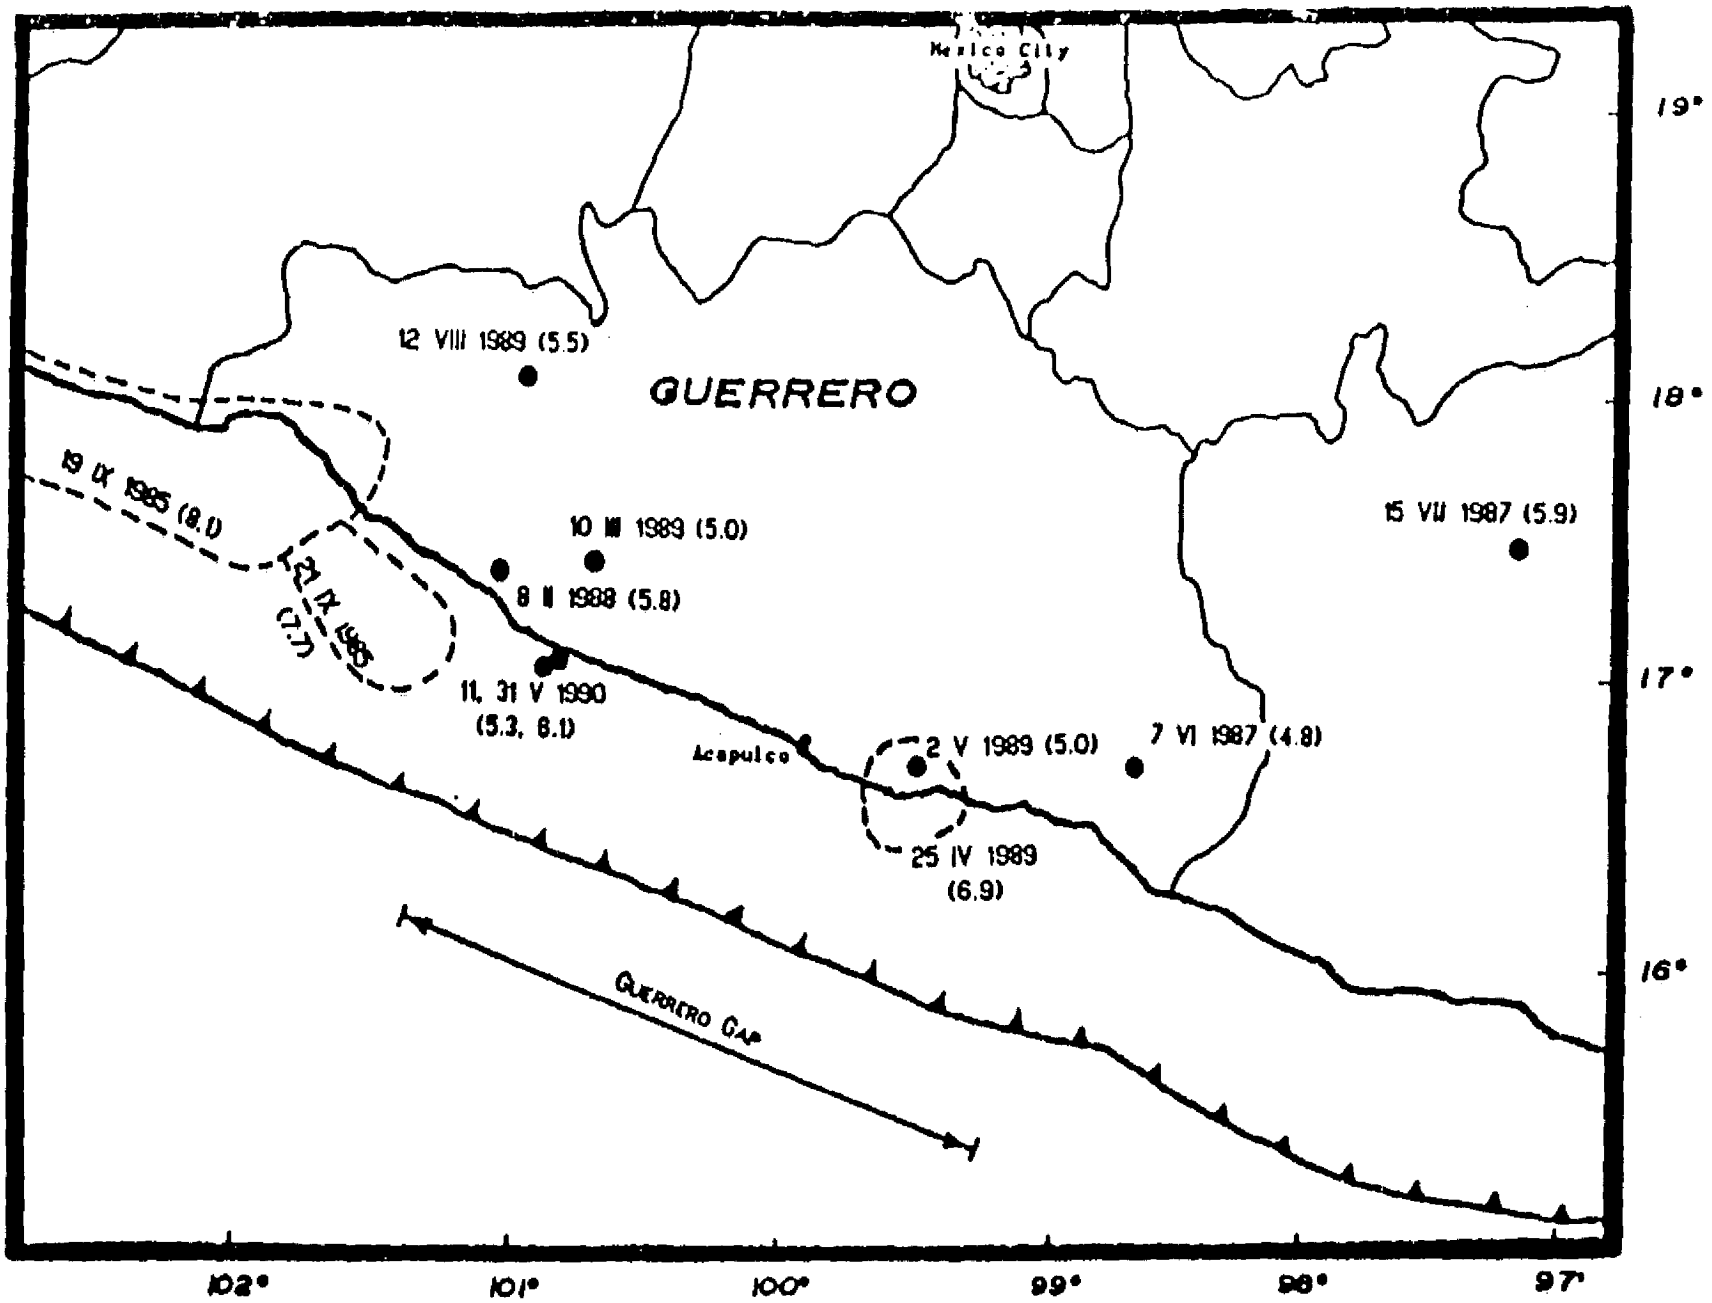 Mexico City
19°
12 VIII 1989 (5.5)
GUERRERO
18°
19 IX 1985 (8.1)
15 VII 1987 (5.9)
10 III 1989 (5.0)
8 II 1988 (5.8)
21 IX 1985
(7.7)
17°
11, 31 V 1990
(5.3, 6.1)
Acapulco
2 V 1989 (5.0)
7 VI 1987 (4.8)
25 IV 1989
(6.9)
16°
GUERRERO GAP
102°
101°
100°
99°
98°
97°